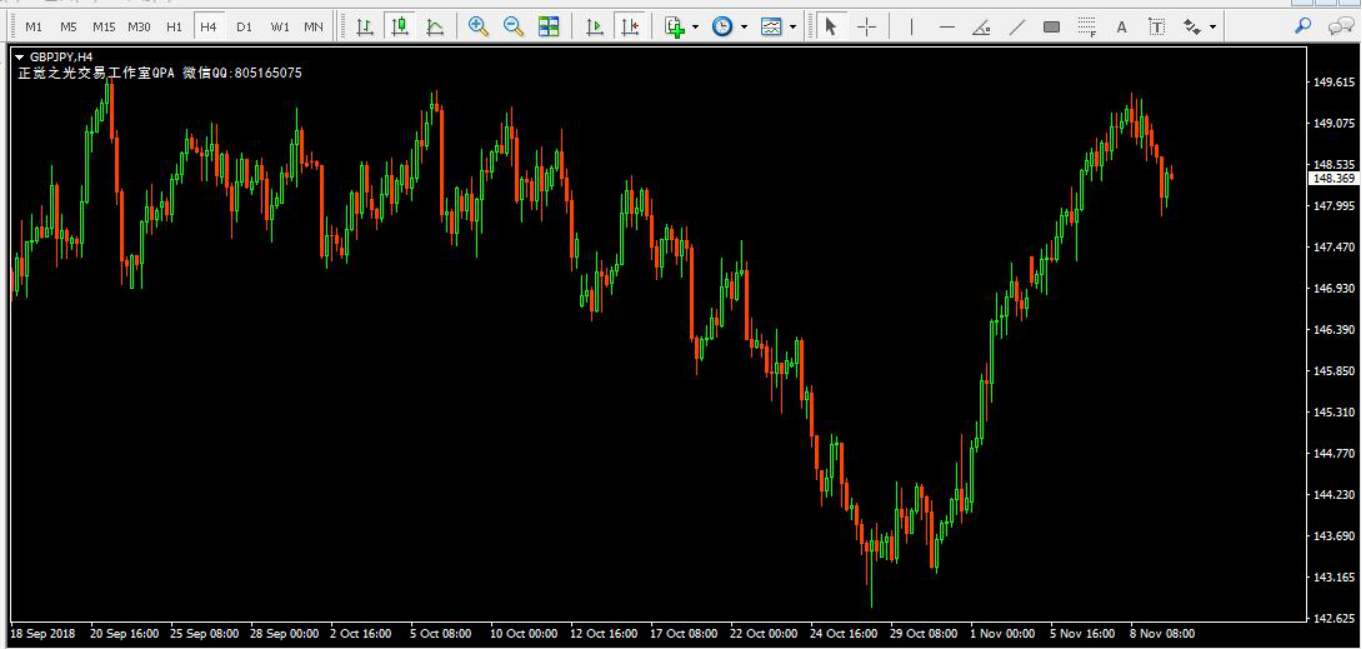 M1 M5 M15 M30 H1 H4 D1 W1 MN
A T
F
GBPJPY,H4
正觉之光交易工作室QPA 微信QQ:805165075
149.615
149.075
148.535
148.369
147.995
147.470
146.930
146.390
145.850
145.310
144.770
144.230
143.690
143.165
142.625
18 Sep 2018 20 Sep 16:00 25 Sep 08:00 28 Sep 00:00 2 Oct 16:00 5 Oct 08:00 10 Oct 00:00 12 Oct 16:00 17 Oct 08:00 22 Oct 00:00 24 Oct 16:00 29 Oct 08:00 1 Nov 00:00 5 Nov 16:00 8 Nov 08:00